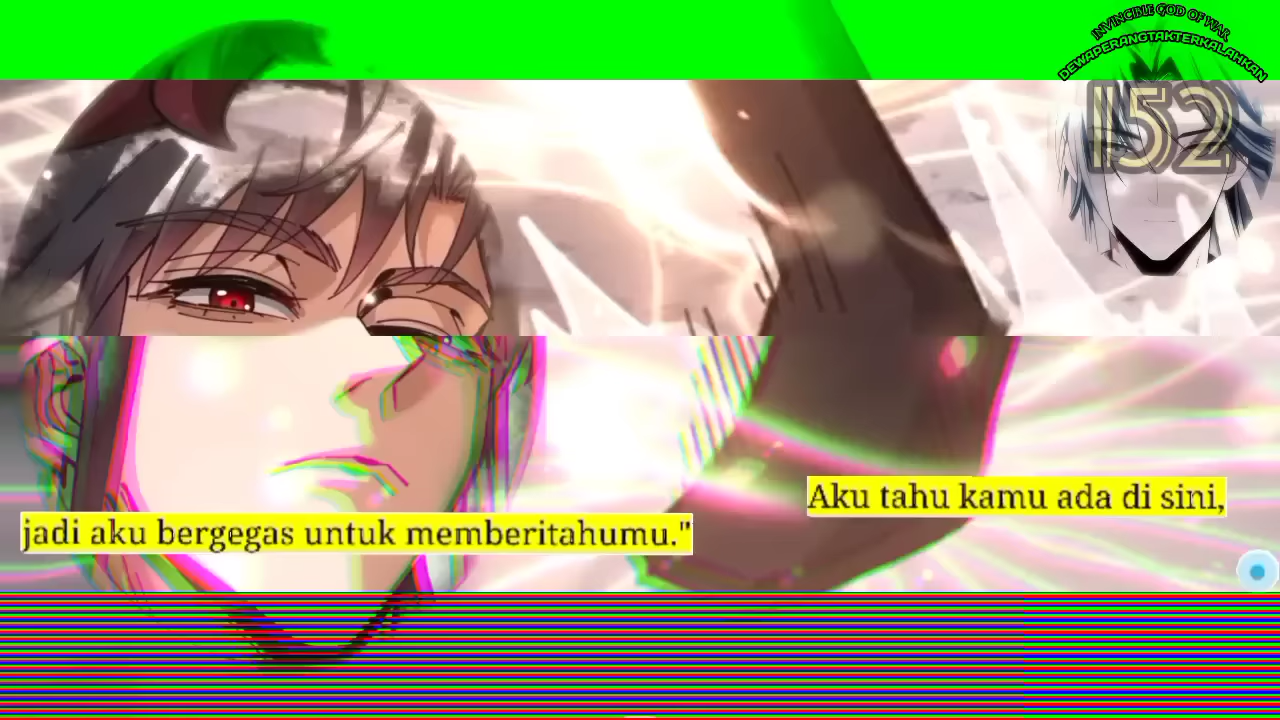 INVINCIBLE GOD OF WAR
DEWAPERANGTAKTERKALAHKAN
152
Aku tahu kamu ada di sini,
jadi aku bergegas untuk memberitahumu."